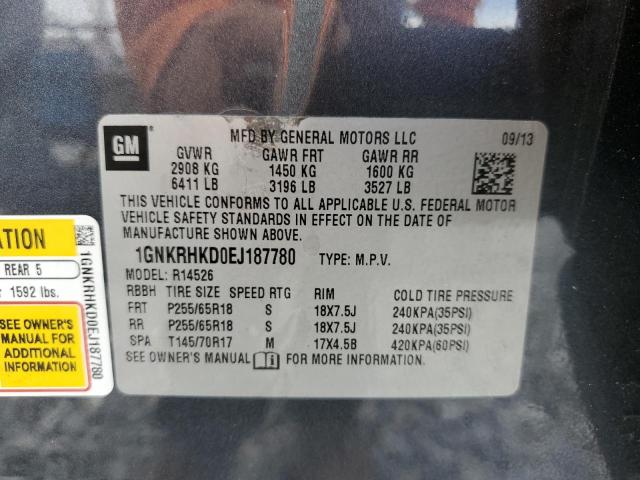 GM
MFD BY GENERAL MOTORS LLC 09/13
GVWR GAWR FRT GAWR RR
2908 KG 1450 KG 1600 KG
6411 LB 3196 LB 3527 LB
THIS VEHICLE CONFORMS TO ALL APPLICABLE U.S. FEDERAL MOTOR
VEHICLE SAFETY STANDARDS IN EFFECT ON THE DATE OF
MANUFACTURE SHOWN ABOVE.
1GNKRHKD0EJ187780 TYPE: M.P.V.
MODEL: R14526
RBBH TIRE SIZE SPEED RTG RIM COLD TIRE PRESSURE
FRT P255/65R18 S 18X7.5J 240KPA(35PSI)
RR P255/65R18 S 18X7.5J 240KPA(35PSI)
SPA T145/70R17 M 17X4.5B 420KPA(60PSI)
SEE OWNER'S MANUAL FOR MORE INFORMATION.
ATION
REAR 5
r 1592 lbs.
SEE OWNER'S
MANUAL FOR
ADDITIONAL
INFORMATION
1GNKRHKD0EJ187780